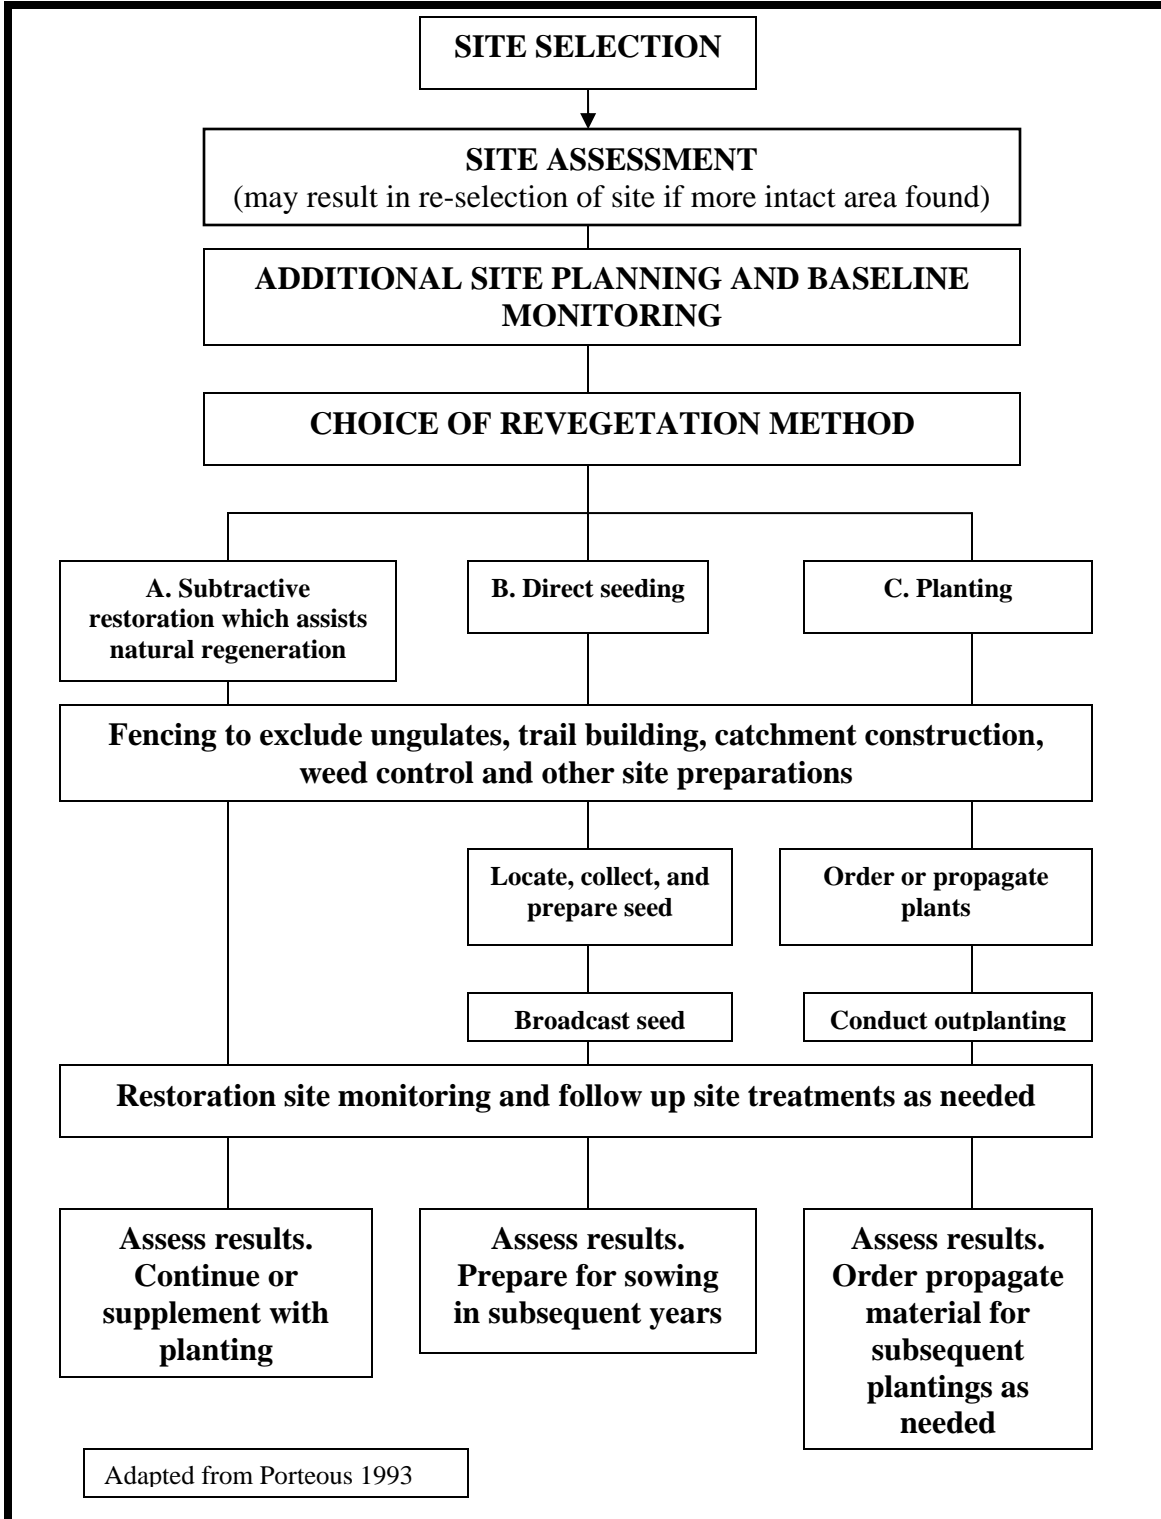 SITE SELECTION
SITE ASSESSMENT
(may result in re-selection of site if more intact area found)
ADDITIONAL SITE PLANNING AND BASELINE
MONITORING
CHOICE OF REVEGETATION METHOD
A. Subtractive
restoration which assists
natural regeneration
B. Direct seeding
C. Planting
Fencing to exclude ungulates, trail building, catchment construction,
weed control and other site preparations
Locate, collect, and
prepare seed
Order or propagate
plants
Broadcast seed
Conduct outplanting
Restoration site monitoring and follow up site treatments as needed
Assess results.
Continue or
supplement with
planting
Assess results.
Prepare for sowing
in subsequent years
Assess results.
Order propagate
material for
subsequent
plantings as
needed
Adapted from Porteous 1993